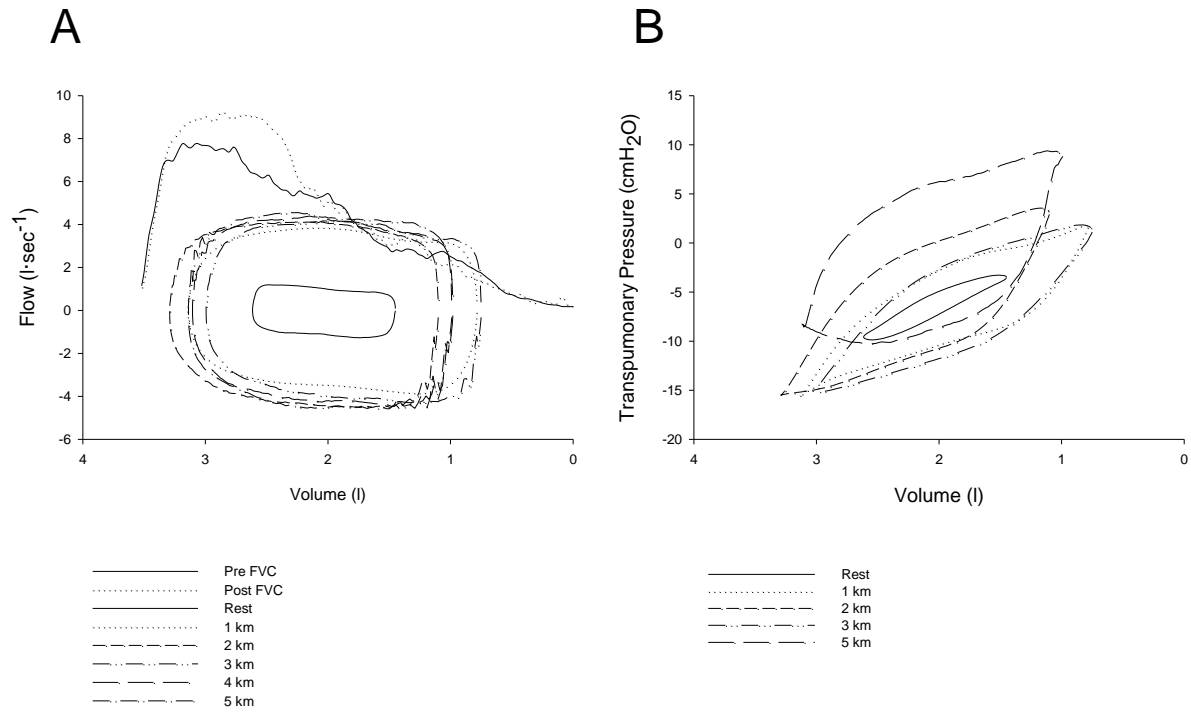 A
B
10
8
6
4
2
0
-2
-4
-6
4
3
2
1
0
Flow (l·sec-1)
Volume (l)
15
10
5
0
-5
-10
-15
-20
4
3
2
1
0
Transpumonary Pressure (cmH2O)
Volume (l)
Pre FVC
Post FVC
Rest
1 km
2 km
3 km
4 km
5 km
Rest
1 km
2 km
3 km
5 km